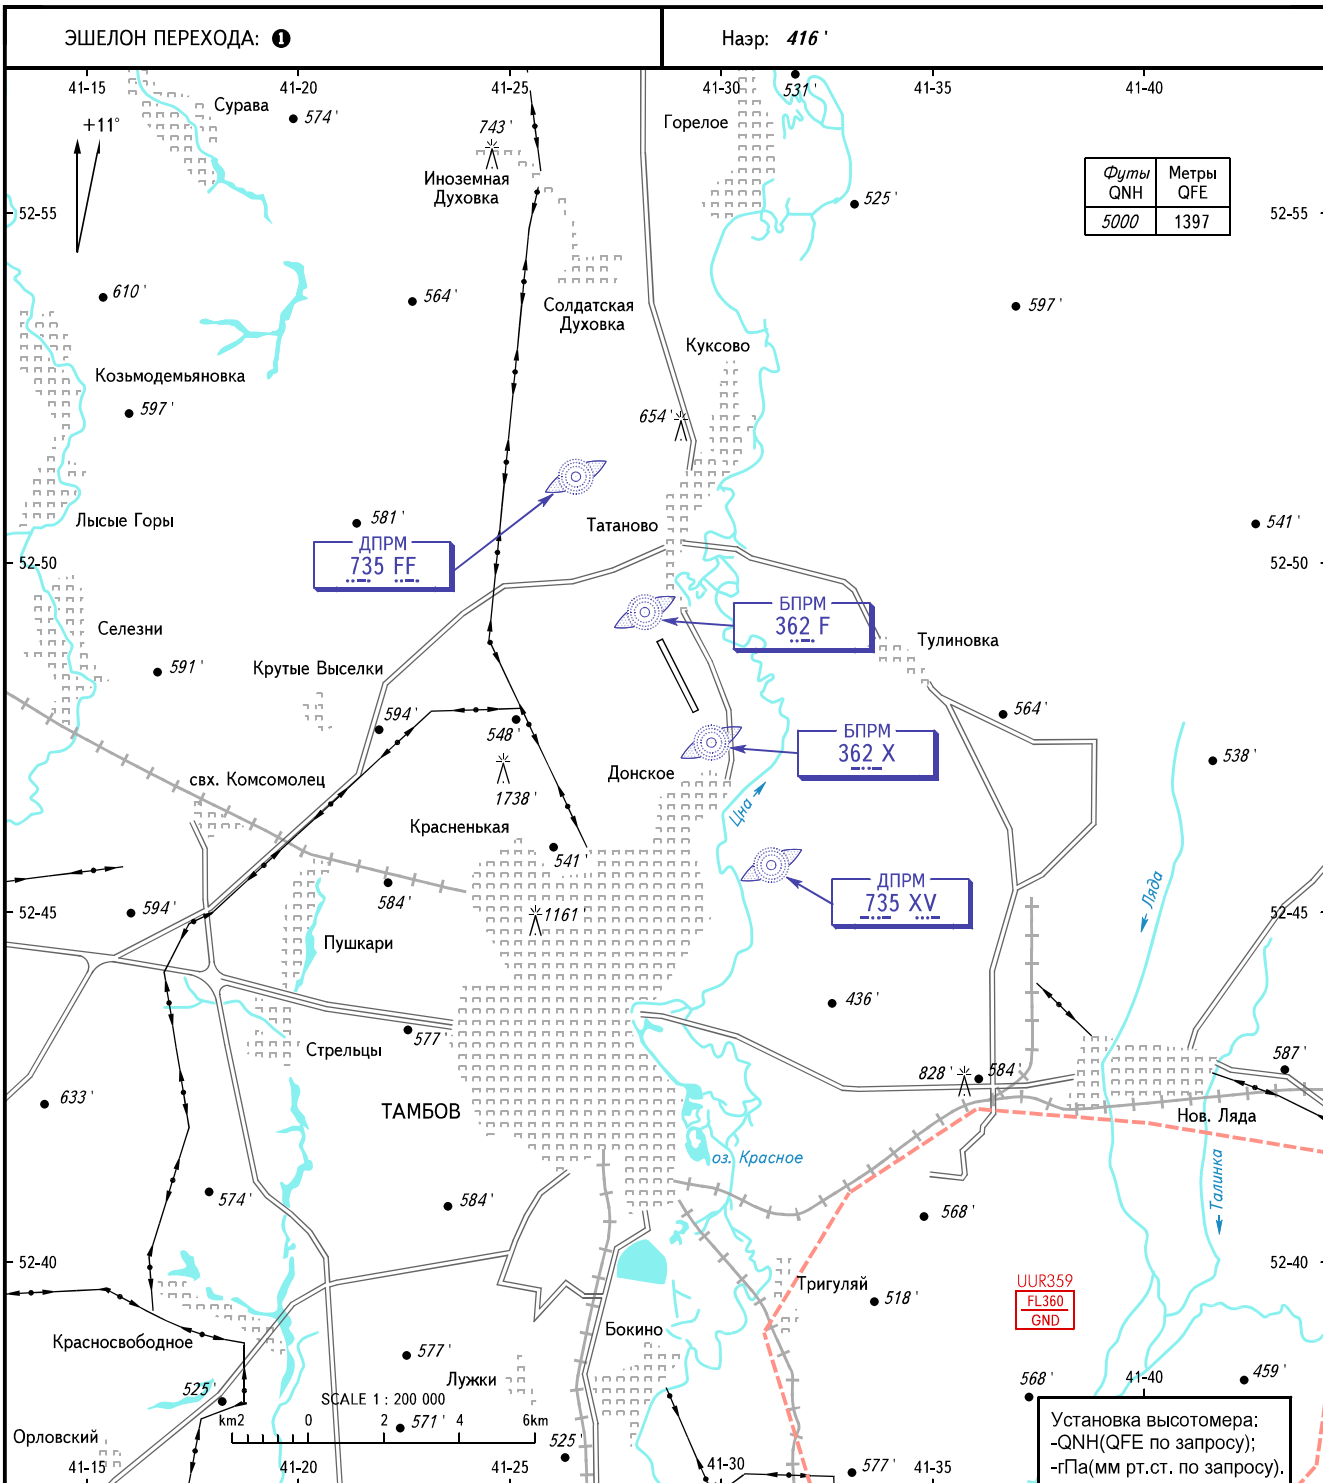 ЭШЕЛОН ПЕРЕХОДА: 1
Наэр: 416'
41-15
41-20
41-25
41-30
41-35
41-40
531'
Сурава
574'
743'
Горелое
+11°
Иноземная
Духовка
525'
Футы
QNH
Метры
QFE
5000
1397
52-55
52-55
610'
564'
Солдатская
Духовка
597'
Куксово
Козьмодемьяновка
597'
654'
Лысые Горы
581'
Татаново
541'
ДПРМ
735 FF
52-50
52-50
БПРМ
362 F
Селезни
Тулиновка
591'
Крутые Выселки
594'
548'
564'
БПРМ
362 X
538'
свх. Комсомолец
1738'
Донское
Цна
Красненькая
541'
584'
ДПРМ
735 XV
Ляда
594'
52-45
1161'
52-45
Пушкари
436'
577'
Стрельцы
828'
584'
587'
633'
ТАМБОВ
Нов. Ляда
оз. Красное
Талинка
574'
584'
568'
52-40
52-40
Тригуляй
518'
UUR359
FL360
GND
Красносвободное
Бокино
577'
Лужки
568'
41-40
459'
525'
SCALE 1 : 200 000
km2 0 2 4 6km
571'
Орловский
525'
577'
Установка высотомера:
-QNH(QFE по запросу);
-гПа(мм рт.ст. по запросу).
41-15
41-20
41-25
41-30
41-35